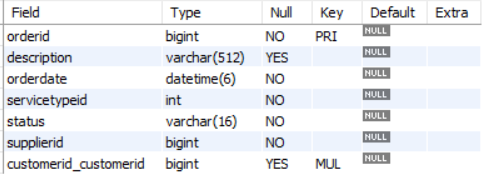 Field Type Null Key Default Extra
orderid bigint NO PRI NULL
description varchar(512) YES NULL
orderdate datetime(6) NO NULL
servicetypeid int NO NULL
status varchar(16) NO NULL
supplierid bigint NO NULL
customerid_customerid bigint YES MUL NULL